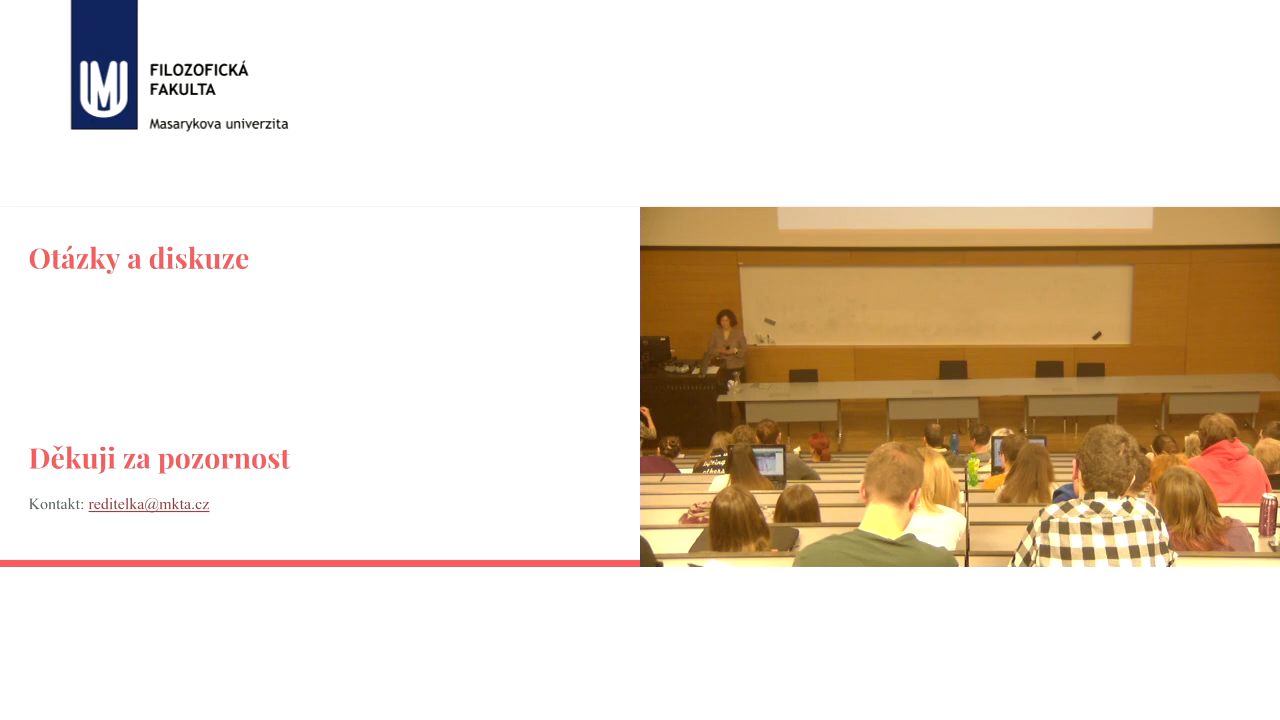 FILOZOFICKÁ
FAKULTA
Masarykova univerzita
Otázky a diskuze
Děkuji za pozornost
Kontakt: reditelka@mkta.cz